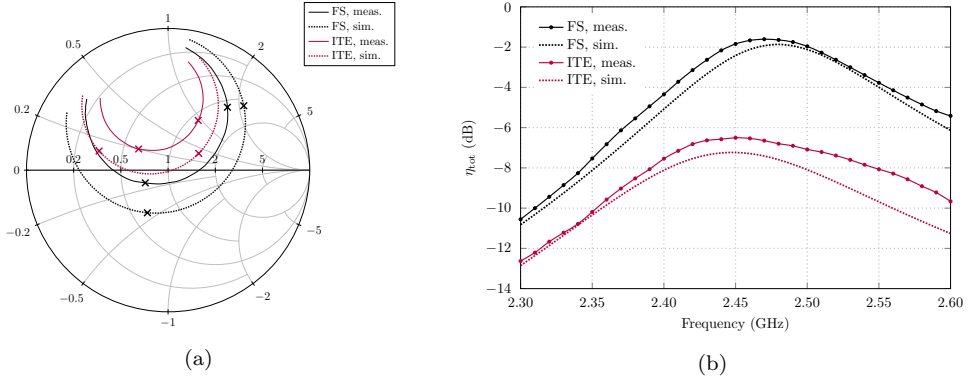 1
0.5
2
0.2
5
0
0.2
0.5
1
2
5
−0.2
−5
−0.5
−2
−1
FS, meas.
FS, sim.
ITE, meas.
ITE, sim.
(a)
0
−2
−4
−6
−8
−10
−12
−14
ηtot (dB)
FS, meas.
FS, sim.
ITE, meas.
ITE, sim.
2.30
2.35
2.40
2.45
2.50
2.55
2.60
Frequency (GHz)
(b)